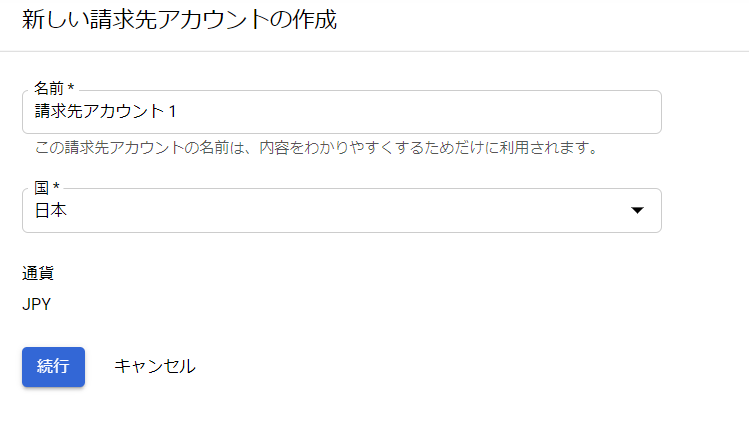 新しい請求先アカウントの作成
名前 *
請求先アカウント 1
この請求先アカウントの名前は、内容をわかりやすくするためだけに利用されます。
国 *
日本
通貨
JPY
続行 キャンセル